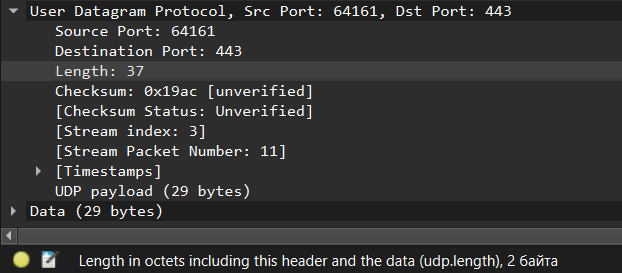 User Datagram Protocol, Src Port: 64161, Dst Port: 443
Source Port: 64161
Destination Port: 443
Length: 37
Checksum: 0x19ac [unverified]
[Checksum Status: Unverified]
[Stream index: 3]
[Stream Packet Number: 11]
[Timestamps]
UDP payload (29 bytes)
Data (29 bytes)
Length in octets including this header and the data (udp.length), 2 байта